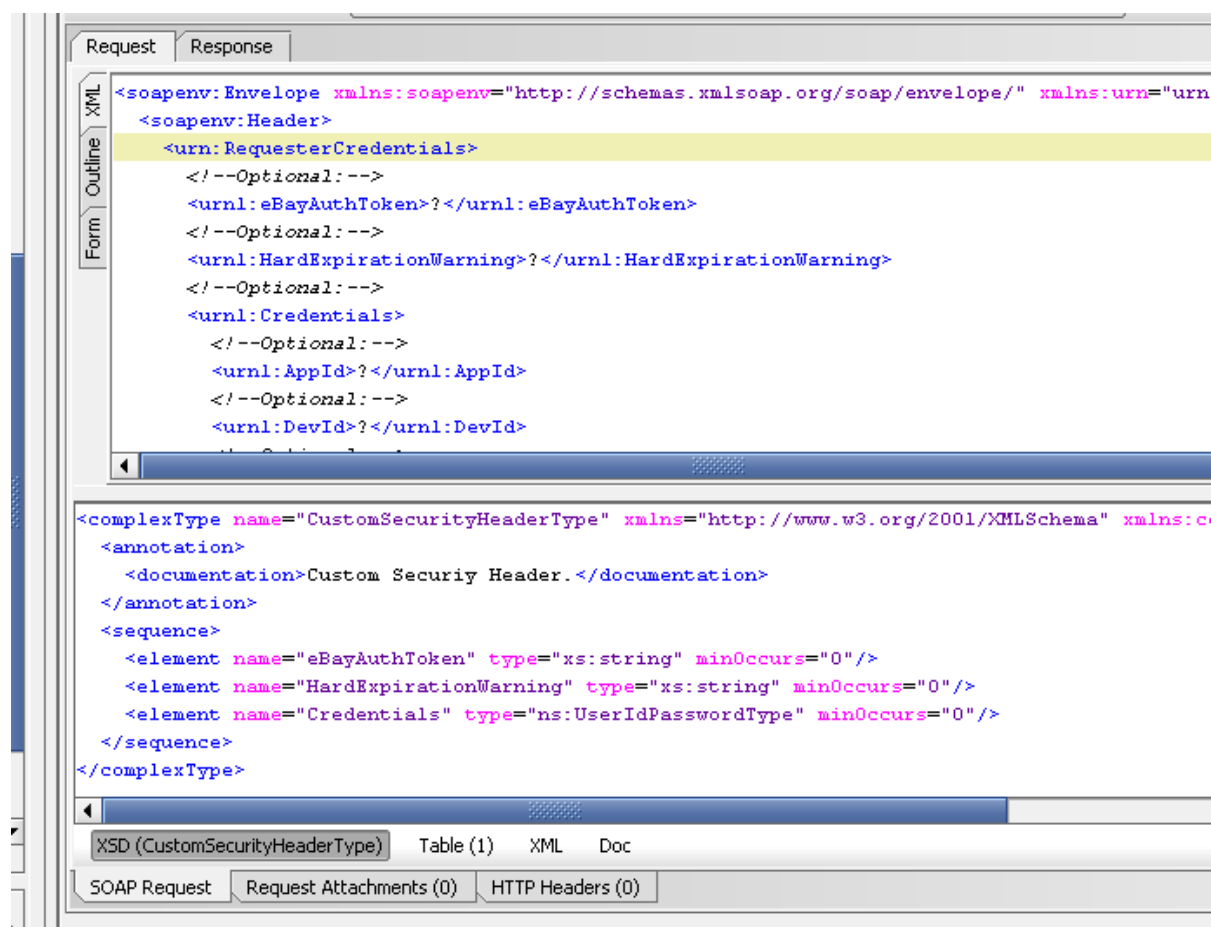 Request Response
XML
Outline
Form
<soapenv:Envelope xmlns:soapenv="http://schemas.xmlsoap.org/soap/envelope/" xmlns:urn="urn
<soapenv:Header>
<urn:RequesterCredentials>
<!--Optional:-->
<urn1:eBayAuthToken>?</urn1:eBayAuthToken>
<!--Optional:-->
<urn1:HardExpirationWarning>?</urn1:HardExpirationWarning>
<!--Optional:-->
<urn1:Credentials>
<!--Optional:-->
<urn1:AppId>?</urn1:AppId>
<!--Optional:-->
<urn1:DevId>?</urn1:DevId>
<complexType name="CustomSecurityHeaderType" xmlns="http://www.w3.org/2001/XMLSchema" xmlns:c
<annotation>
<documentation>Custom Securiy Header.</documentation>
</annotation>
<sequence>
<element name="eBayAuthToken" type="xs:string" minOccurs="0"/>
<element name="HardExpirationWarning" type="xs:string" minOccurs="0"/>
<element name="Credentials" type="ns:UserIdPasswordType" minOccurs="0"/>
</sequence>
</complexType>
XSD (CustomSecurityHeaderType) Table (1) XML Doc
SOAP Request Request Attachments (0) HTTP Headers (0)